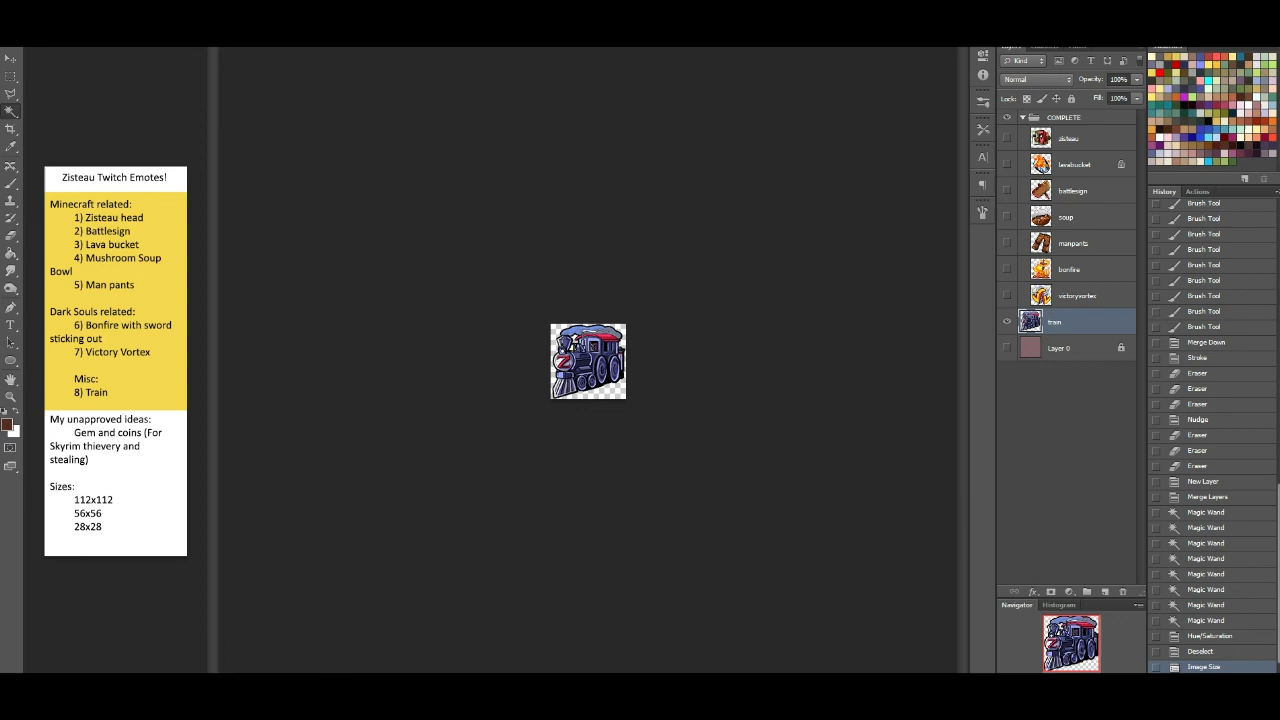 Kind
Normal
Opacity: 100%
Lock:
Fill: 100%
COMPLETE
zisteau
lavabucket
battlesign
soup
manpants
bonfire
victoryvortex
train
Layer 0
Navigator
Histogram
History
Actions
Brush Tool
Brush Tool
Brush Tool
Brush Tool
Brush Tool
Brush Tool
Brush Tool
Brush Tool
Brush Tool
Merge Down
Stroke
Eraser
Eraser
Eraser
Nudge
Eraser
Eraser
Eraser
New Layer
Merge Layers
Magic Wand
Magic Wand
Magic Wand
Magic Wand
Magic Wand
Magic Wand
Magic Wand
Magic Wand
Hue/Saturation
Deselect
Image Size
Zisteau Twitch Emotes!
Minecraft related:
1) Zisteau head
2) Battlesign
3) Lava bucket
4) Mushroom Soup
Bowl
5) Man pants
Dark Souls related:
6) Bonfire with sword
sticking out
7) Victory Vortex
Misc:
8) Train
My unapproved ideas:
Gem and coins (For
Skyrim thievery and
stealing)
Sizes:
112x112
56x56
28x28
Z